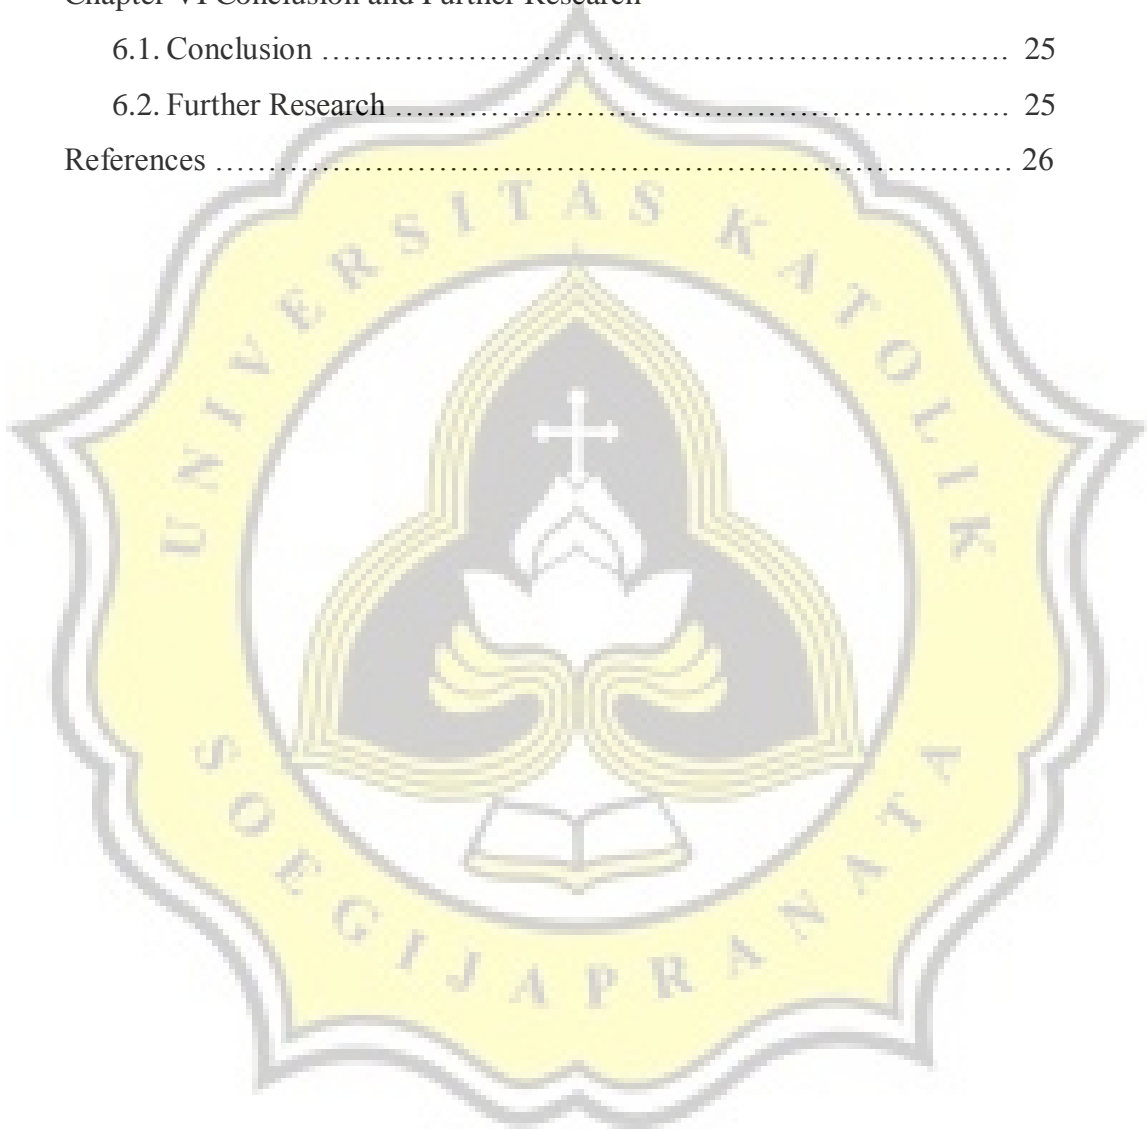 Chapter VI Conclusion and Further Research
6.1. Conclusion ........................................................................ 25
6.2. Further Research ................................................................ 25
References .................................................................................. 26
UNIVERSITAS KATOLIK
SOEGIJAPRANATA